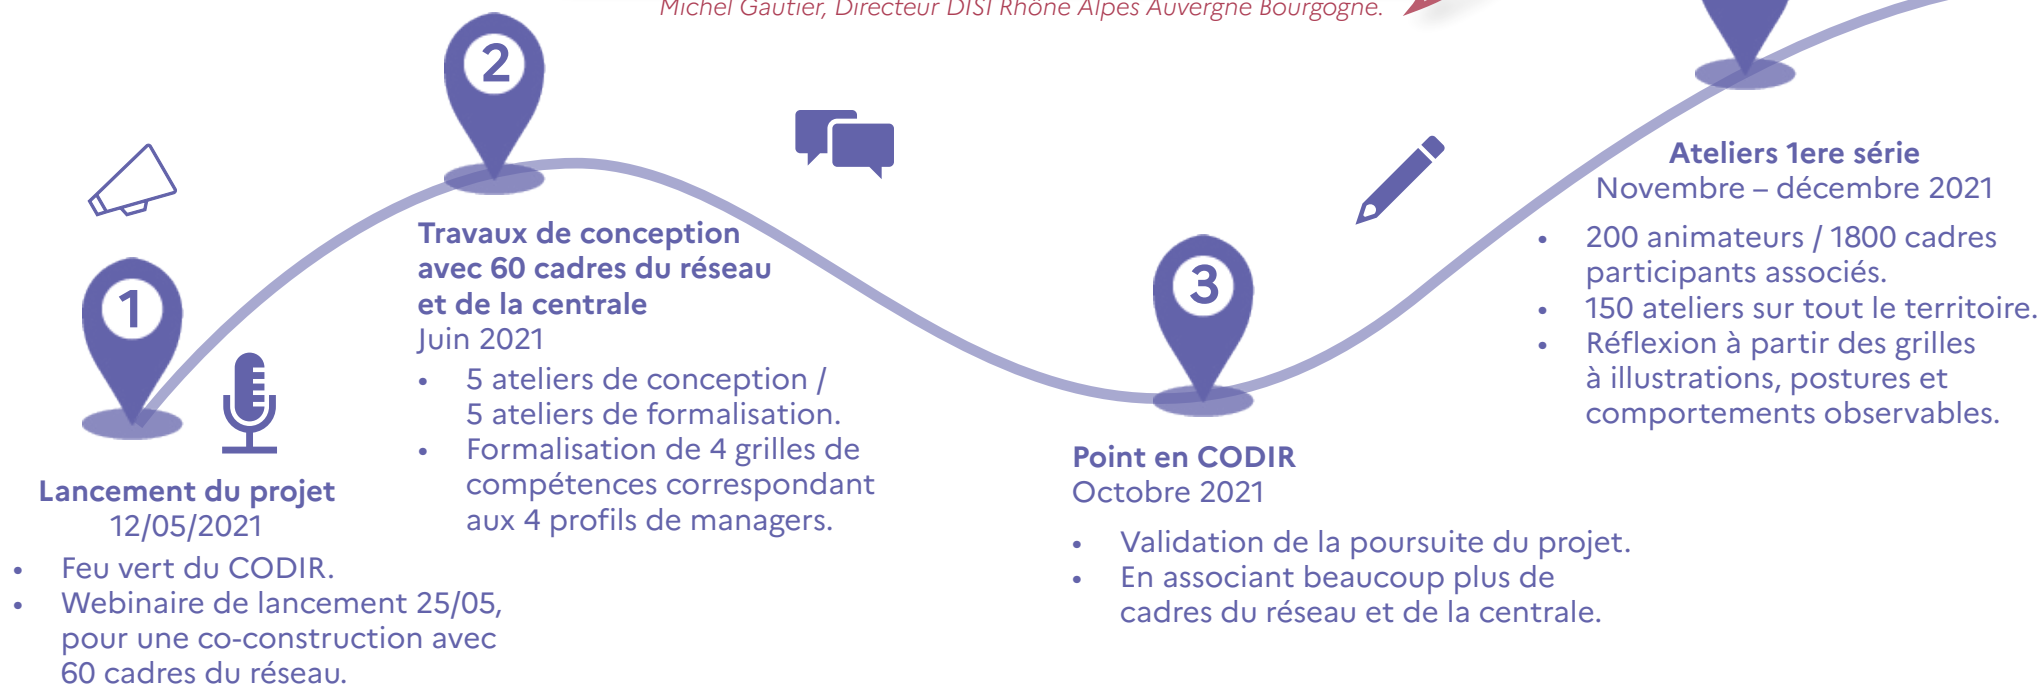 Michel Gautier, Directeur DISI Rhône Alpes Auvergne Bourgogne.
1
Lancement du projet
12/05/2021
• Feu vert du CODIR.
• Webinaire de lancement 25/05,
pour une co-construction avec
60 cadres du réseau.
2
Travaux de conception
avec 60 cadres du réseau
et de la centrale
Juin 2021
• 5 ateliers de conception /
5 ateliers de formalisation.
• Formalisation de 4 grilles de
compétences correspondant
aux 4 profils de managers.
3
Point en CODIR
Octobre 2021
• Validation de la poursuite du projet.
• En associant beaucoup plus de
cadres du réseau et de la centrale.
Ateliers 1ere série
Novembre – décembre 2021
• 200 animateurs / 1800 cadres
participants associés.
• 150 ateliers sur tout le territoire.
• Réflexion à partir des grilles
à illustrations, postures et
comportements observables.